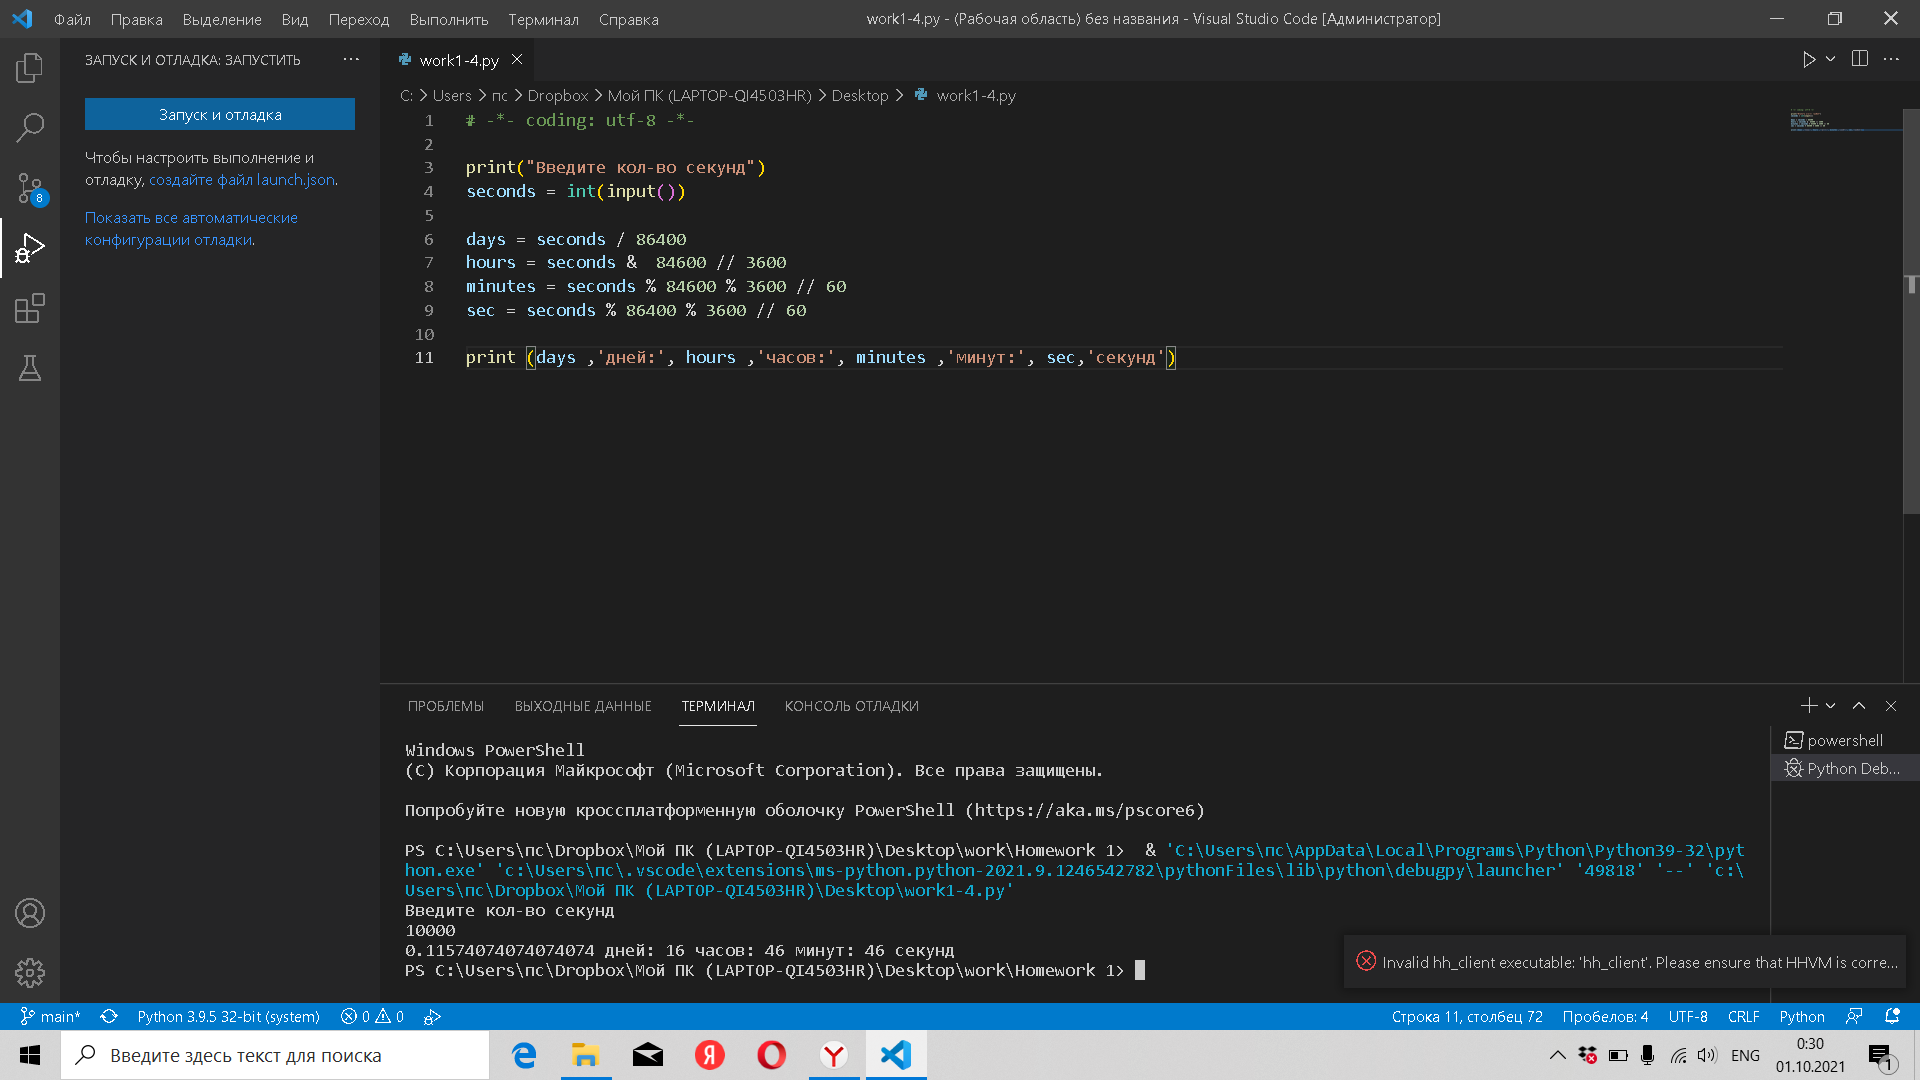 Файл Правка Выделение Вид Переход Выполнить Терминал Справка work1-4.py - (Рабочая область) без названия - Visual Studio Code [Администратор]
ЗАПУСК И ОТЛАДКА: ЗАПУСТИТЬ ...
Запуск и отладка
Чтобы настроить выполнение и
отладку, создайте файл launch.json.
Показать все автоматические
конфигурации отладки.
8
work1-4.py
C: > Users > пс > Dropbox > Мой ПК (LAPTOP-QI4503HR) > Desktop > work1-4.py
1 # -*- coding: utf-8 -*-
2
3 print("Введите кол-во секунд")
4 seconds = int(input())
5
6 days = seconds / 86400
7 hours = seconds &  84600 // 3600
8 minutes = seconds % 84600 % 3600 // 60
9 sec = seconds % 86400 % 3600 // 60
10
11 print (days ,'дней:', hours ,'часов:', minutes ,'минут:', sec,'секунд')
ПРОБЛЕМЫ ВЫХОДНЫЕ ДАННЫЕ ТЕРМИНАЛ КОНСОЛЬ ОТЛАДКИ
Windows PowerShell
(C) Корпорация Майкрософт (Microsoft Corporation). Все права защищены.
Попробуйте новую кроссплатформенную оболочку PowerShell (https://aka.ms/pscore6)
PS C:\Users\пс\Dropbox\Мой ПК (LAPTOP-QI4503HR)\Desktop\work\Homework 1>  & 'C:\Users\пс\AppData\Local\Programs\Python\Python39-32\pyt
hon.exe' 'c:\Users\пс\.vscode\extensions\ms-python.python-2021.9.1246542782\pythonFiles\lib\python\debugpy\launcher' '49818' '--' 'c:\
Users\пс\Dropbox\Мой ПК (LAPTOP-QI4503HR)\Desktop\work1-4.py'
Введите кол-во секунд
10000
0.11574074074074074 дней: 16 часов: 46 минут: 46 секунд
PS C:\Users\пс\Dropbox\Мой ПК (LAPTOP-QI4503HR)\Desktop\work\Homework 1>
powershell
Python Deb...
Invalid hh_client executable: 'hh_client'. Please ensure that HHVM is corre...
main* Python 3.9.5 32-bit (system) 0 0 Строка 11, столбец 72 Пробелов: 4 UTF-8 CRLF Python
Введите здесь текст для поиска
ENG
0:30
01.10.2021
1